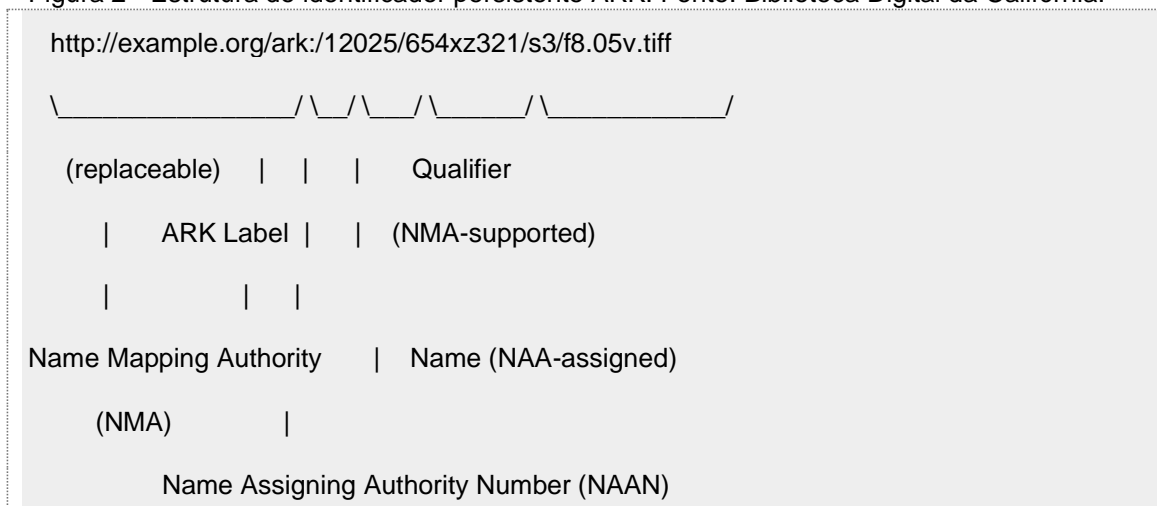 Figura 2 - Estrutura do identificador persistente ARK. Fonte: Biblioteca Digital da Califórnia.
http://example.org/ark:/12025/654xz321/s3/f8.05v.tiff
\________________/ \__/ \___/ \______/ \____________/
(replaceable) | | | Qualifier
| ARK Label | | (NMA-supported)
| | |
Name Mapping Authority | Name (NAA-assigned)
(NMA) |
Name Assigning Authority Number (NAAN)